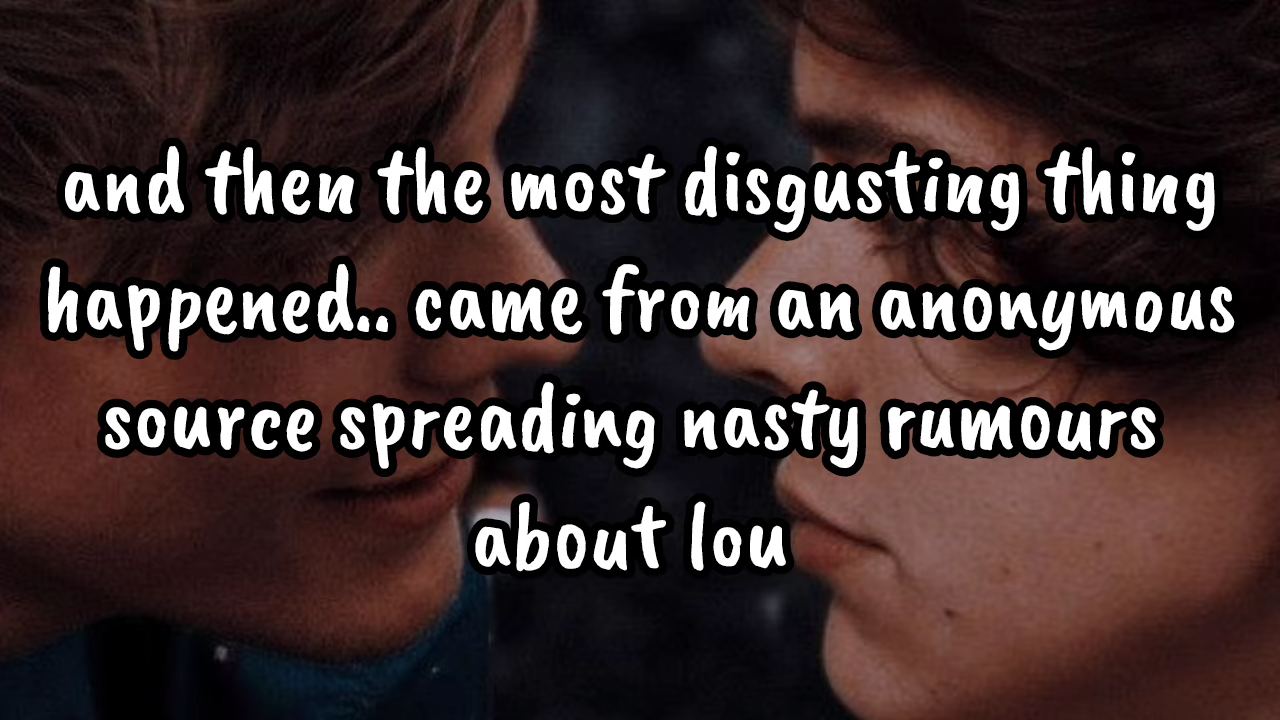 and then the most disgusting thing
happened.. came from an anonymous
source spreading nasty rumours
about lou